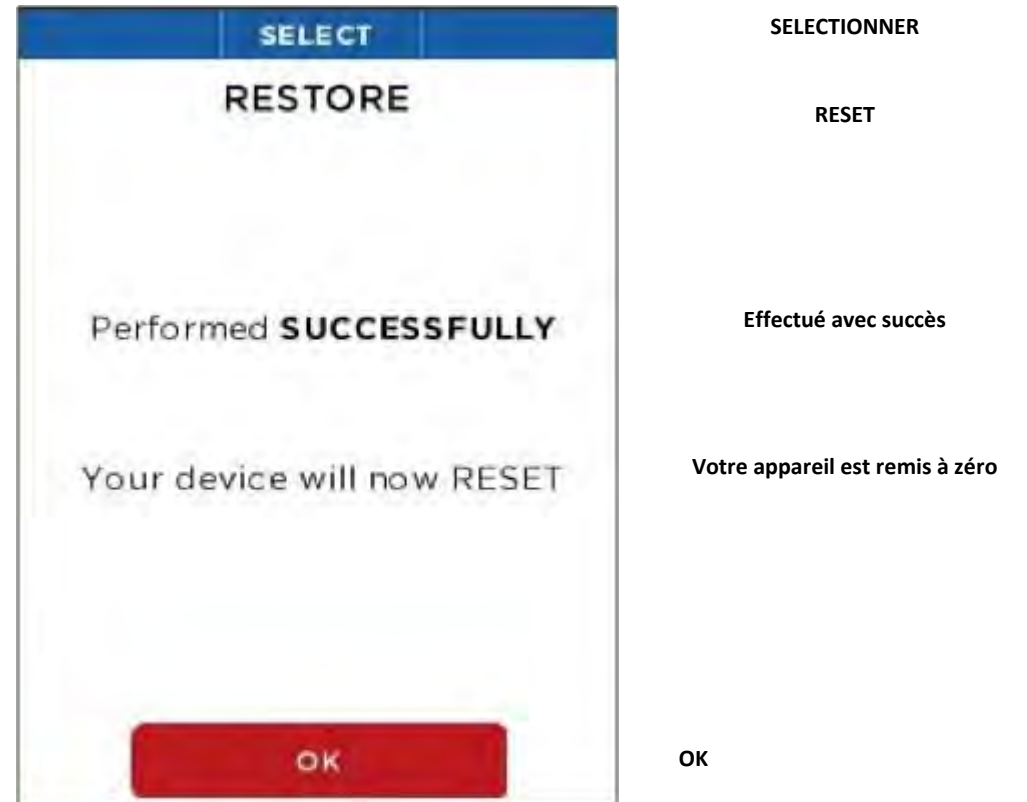 SELECT
SELECTIONNER
RESTORE
RESET
Performed SUCCESSFULLY
Effectué avec succès
Your device will now RESET
Votre appareil est remis à zéro
OK
OK